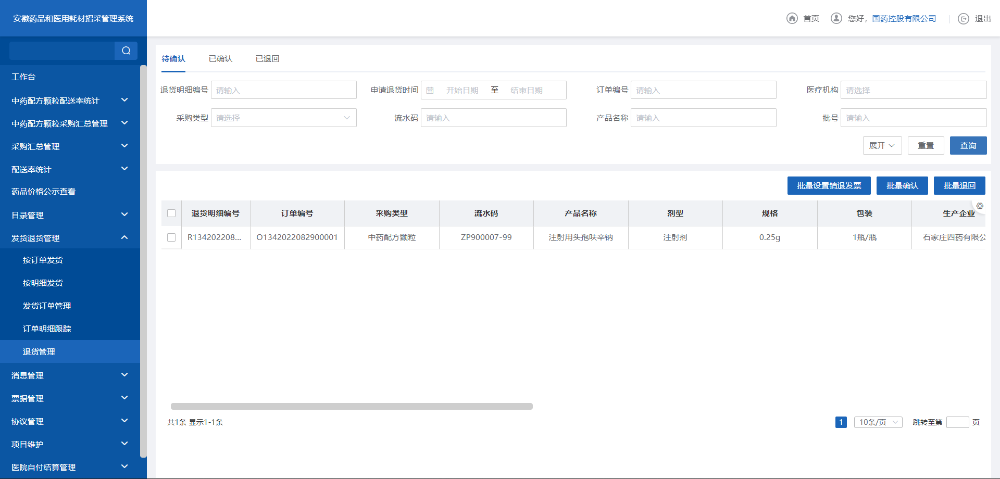 安徽药品和医用耗材招采管理系统
首页
您好，国药控股有限公司
退出
工作台
中药配方颗粒配送率统计
中药配方颗粒采购汇总管理
采购汇总管理
配送率统计
药品价格公示查看
目录管理
发货退货管理
按订单发货
按明细发货
发货订单管理
订单明细跟踪
退货管理
消息管理
票据管理
协议管理
项目维护
医院自付结算管理
待确认 已确认 已退回
退货明细编号 请输入 申请退货时间 开始日期 至 结束日期 订单编号 请输入 医疗机构 请选择
采购类型 请选择 流水码 请输入 产品名称 请输入 批号 请输入
展开 重置 查询
批量设置销退发票 批量确认 批量退回
退货明细编号 订单编号 采购类型 流水码 产品名称 剂型 规格 包装 生产企业
R134202208... O1342022082900001 中药配方颗粒 ZP900007-99 注射用头孢呋辛钠 注射剂 0.25g 1瓶/瓶 石家庄四药有限公
共1条 显示1-1条
1 10条/页 跳转至第 页